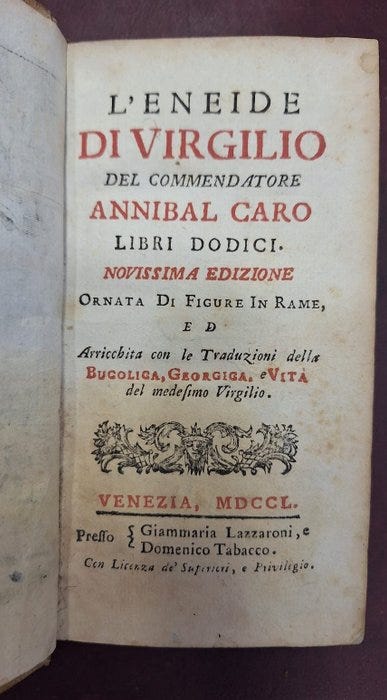 L'ENEIDE
DI VIRGILIO
DEL COMMENDATORE
ANNIBAL CARO
LIBRI DODICI.
NOVISSIMA EDIZIONE
ORNATA DI FIGURE IN RAME,
E D
Arricchita con le Traduzioni della
BUCOLICA, GEORGICA, e VITA
del medeſimo Virgilio.
VENEZIA, MDCCL.
Preſſo { Giammaria Lazzaroni, e
Domenico Tabacco.
Con Licenza de' Superiori, e Privilegio.